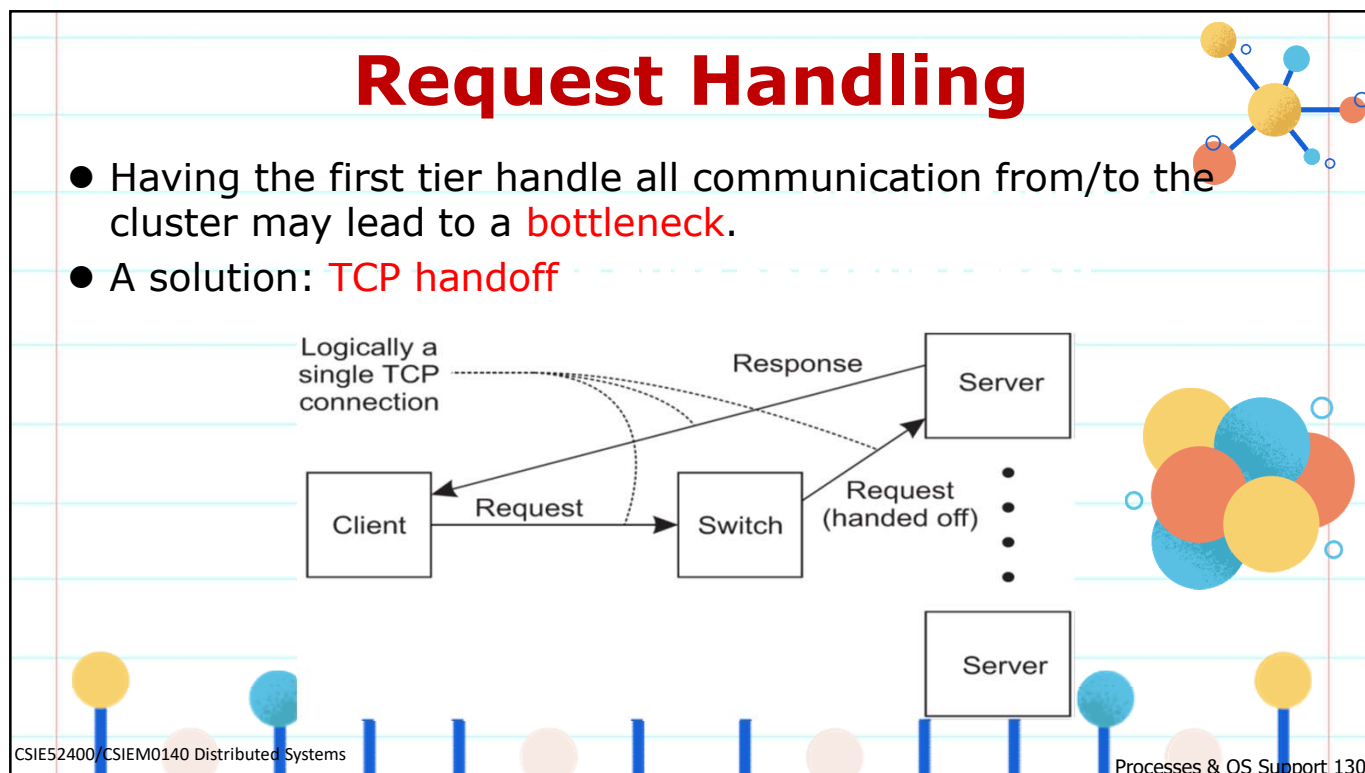 Request Handling
● Having the first tier handle all communication from/to the
cluster may lead to a bottleneck.
● A solution: TCP handoff
Logically a
single TCP
connection
Response
Server
Client
Request
Switch
Request
(handed off)
Server
CSIE52400/CSIEM0140 Distributed Systems
Processes & OS Support 130